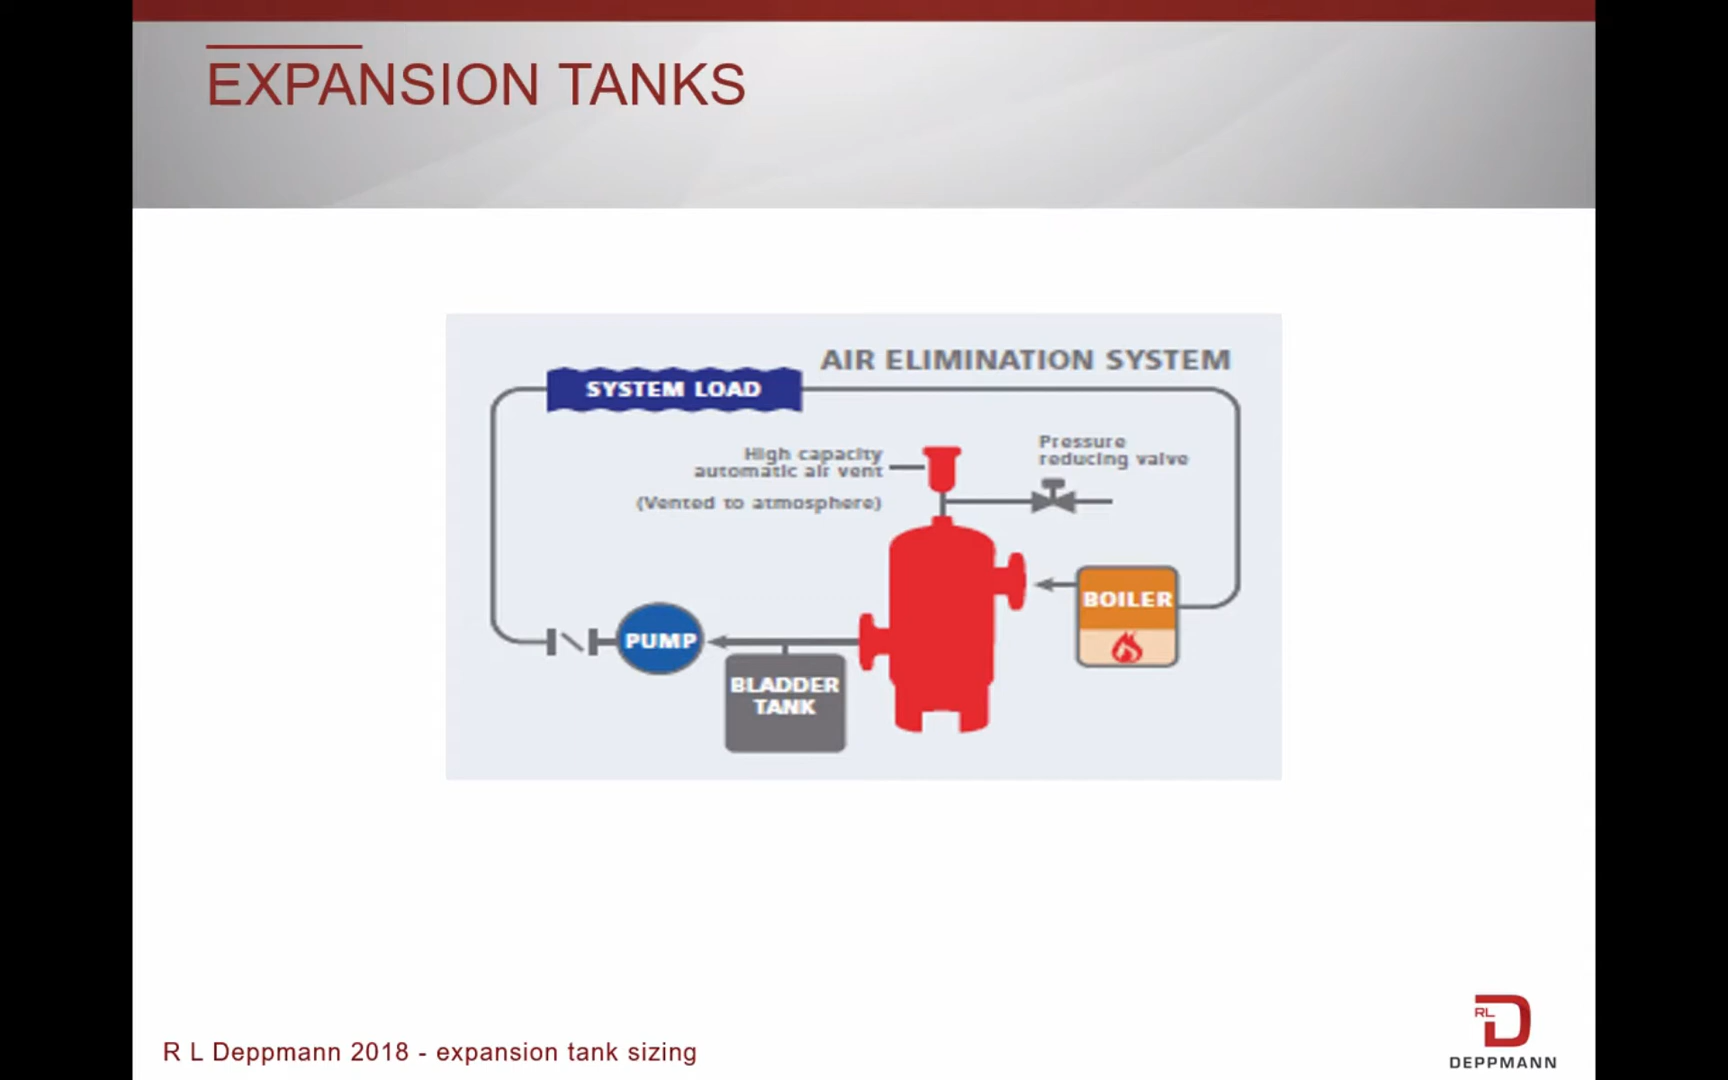 EXPANSION TANKS
AIR ELIMINATION SYSTEM
SYSTEM LOAD
High capacity
automatic air vent
(Vented to atmosphere)
Pressure
reducing valve
BOILER
PUMP
BLADDER
TANK
R L Deppmann 2018 - expansion tank sizing
RL
D
DEPPMANN